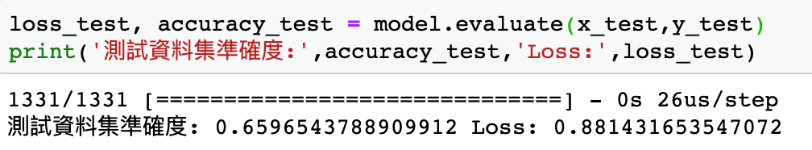 loss_test, accuracy_test = model.evaluate(x_test,y_test)
print('測試資料集準確度:',accuracy_test,'Loss:',loss_test)
1331/1331 [==============================] - 0s 26us/step
測試資料集準確度: 0.6596543788909912 Loss: 0.881431653547072